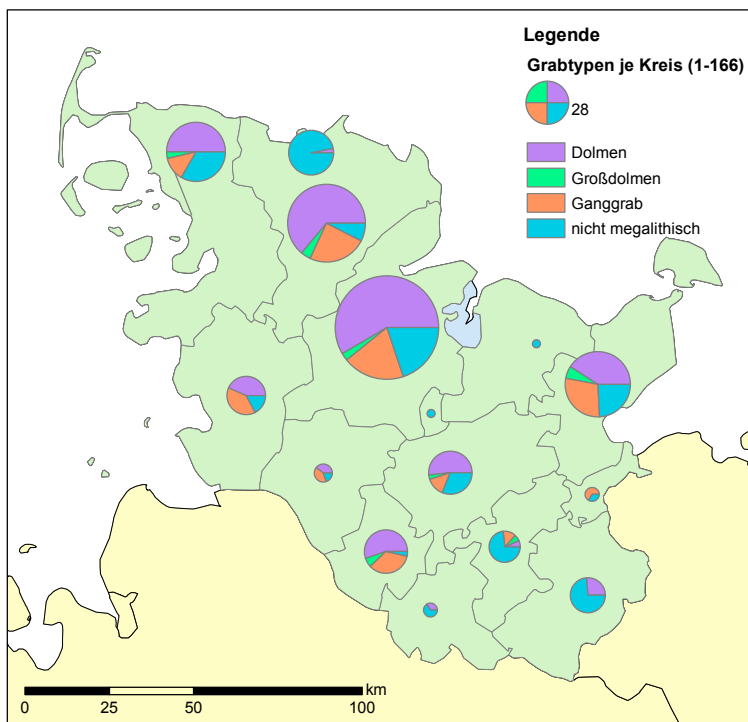 Legende
Grabtypen je Kreis (1-166)
28
Dolmen
Großdolmen
Ganggrab
nicht megalithisch
km
0 25 50 100